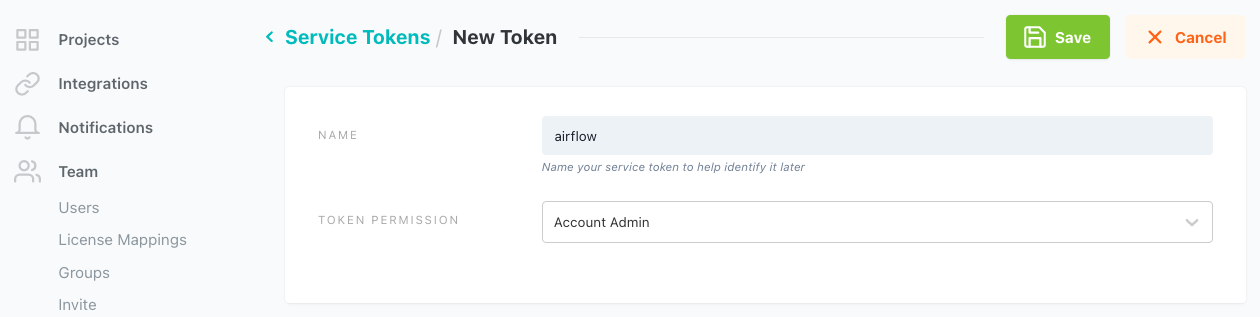 Projects
Integrations
Notifications
Team
Users
License Mappings
Groups
Invite
Service Tokens / New Token
Save
Cancel
NAME
airflow
Name your service token to help identify it later
TOKEN PERMISSION
Account Admin